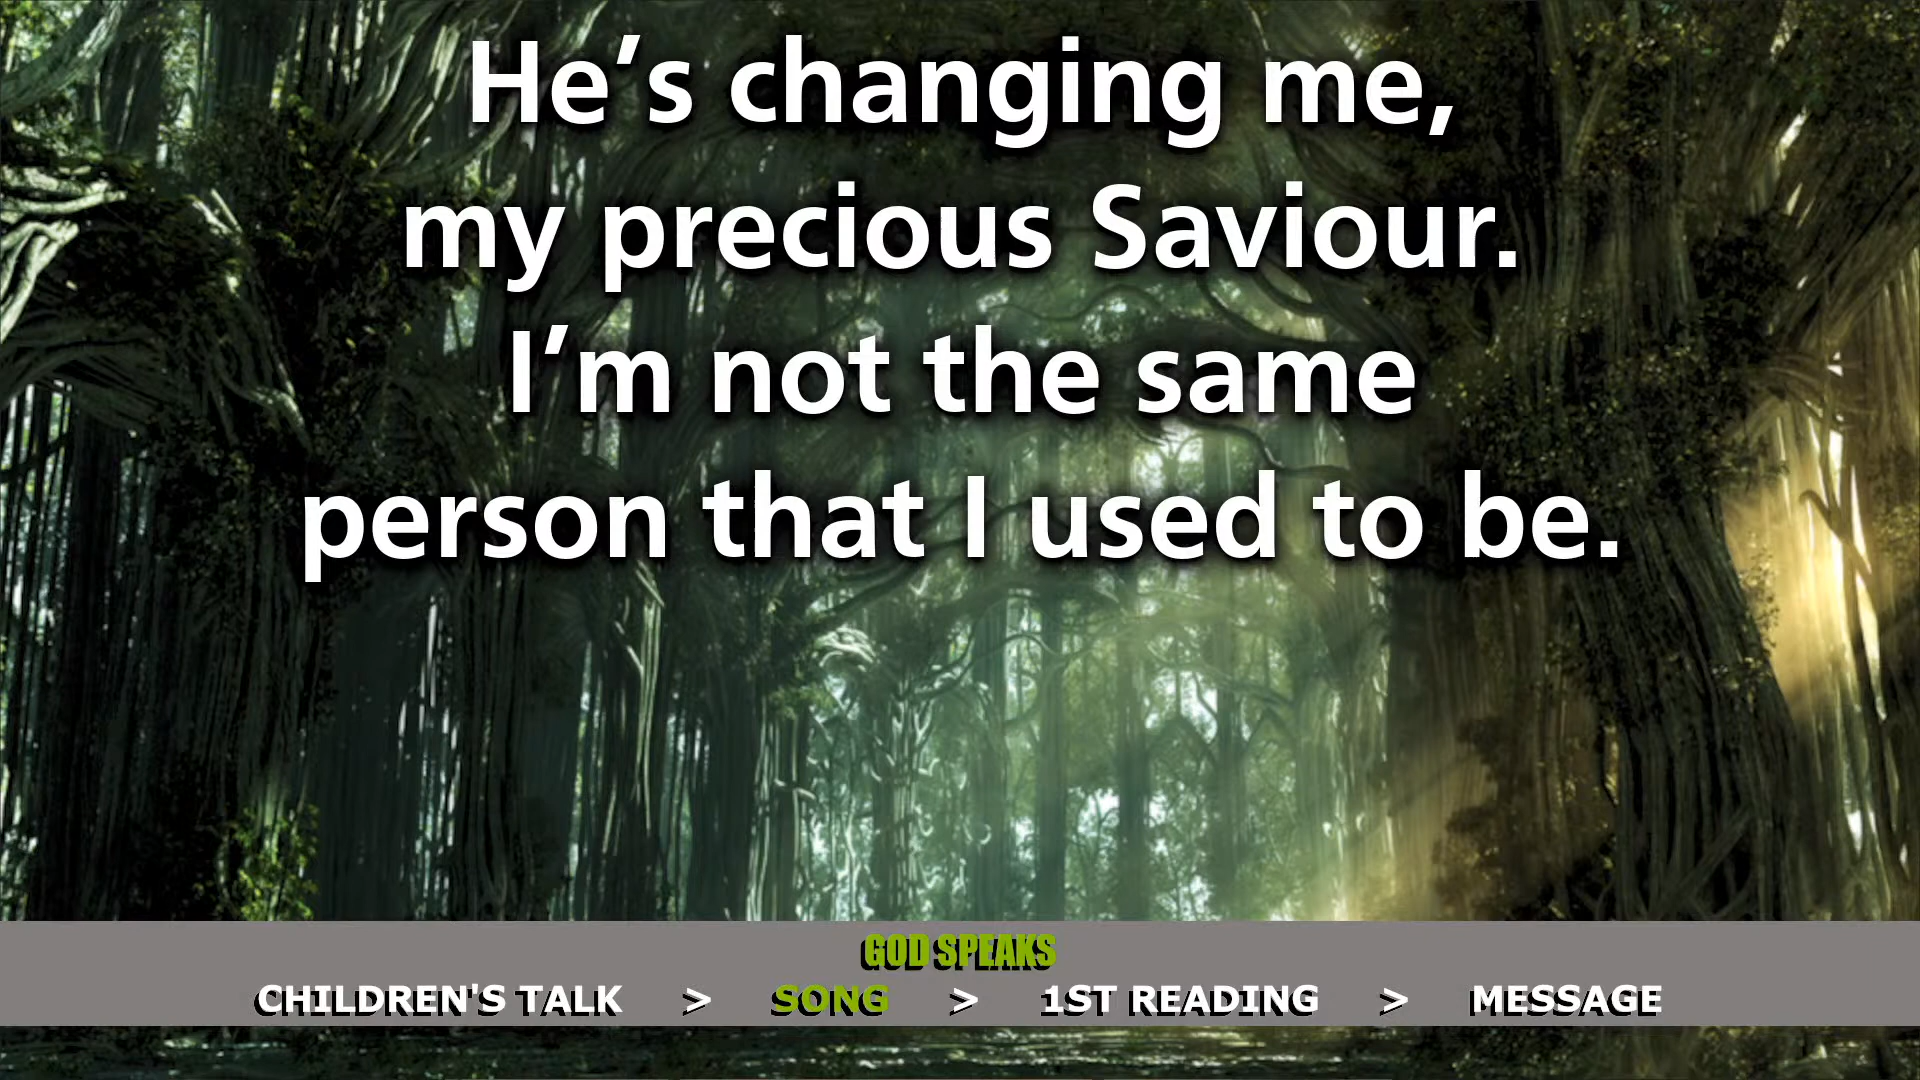 He’s changing me,
my precious Saviour.
I’m not the same
person that I used to be.
GOD SPEAKS
CHILDREN'S TALK > SONG > 1ST READING > MESSAGE